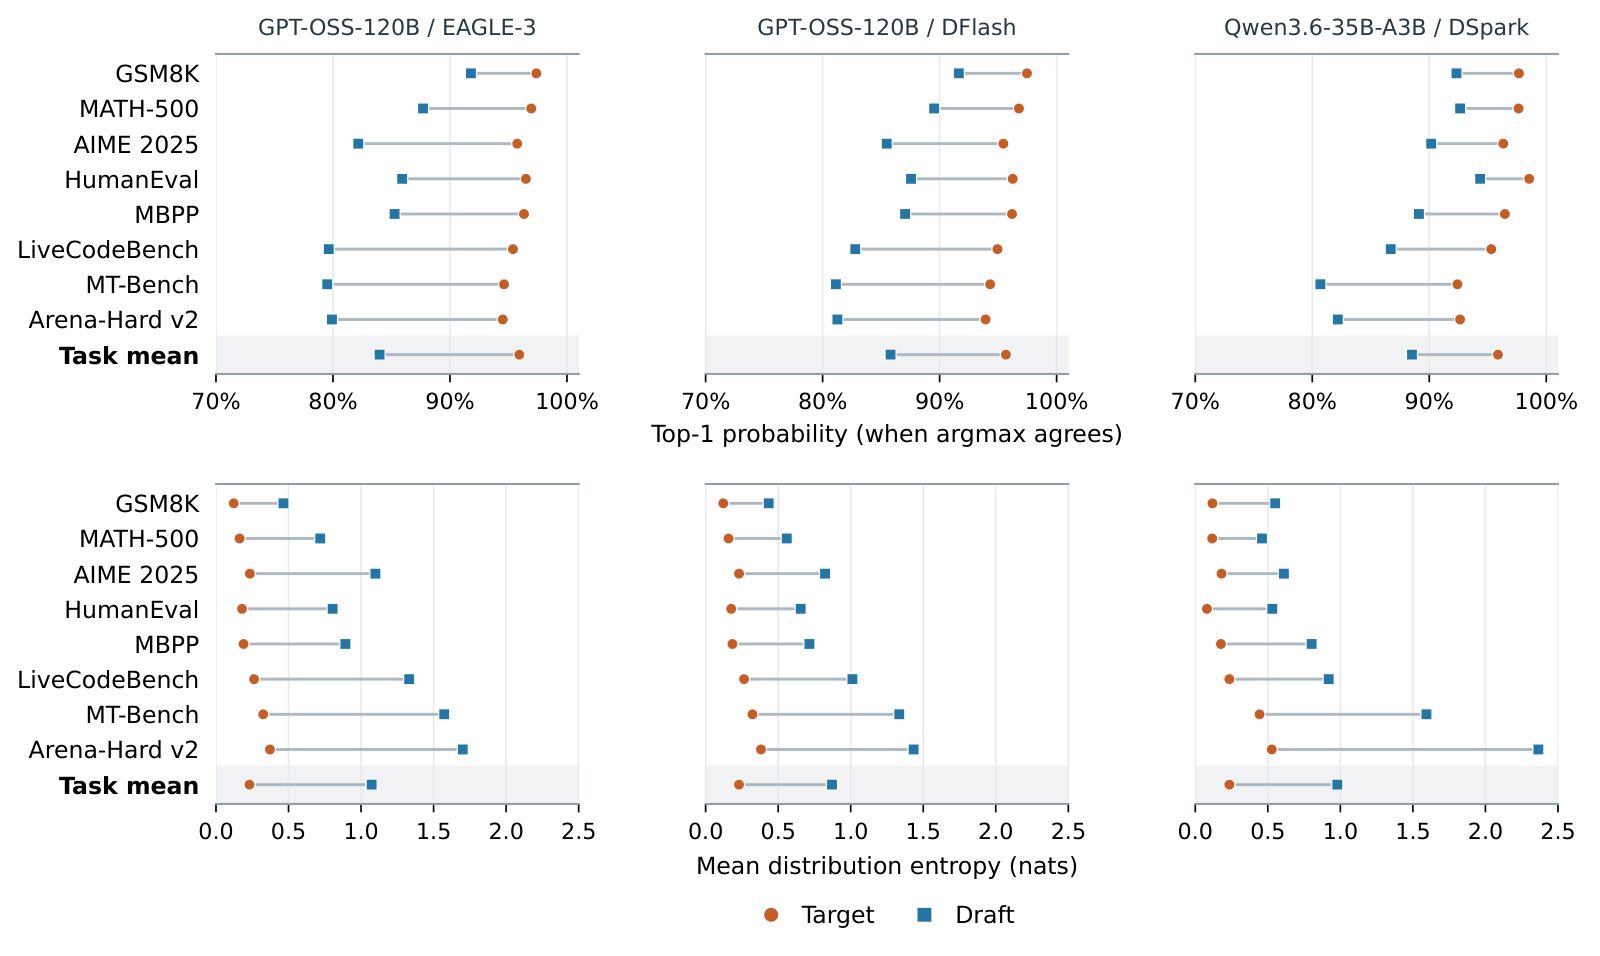 GPT-OSS-120B / EAGLE-3
GPT-OSS-120B / DFlash
Qwen3.6-35B-A3B / DSpark
GSM8K
MATH-500
AIME 2025
HumanEval
MBPP
LiveCodeBench
MT-Bench
Arena-Hard v2
Task mean
70% 80% 90% 100%
70% 80% 90% 100%
70% 80% 90% 100%
Top-1 probability (when argmax agrees)
GSM8K
MATH-500
AIME 2025
HumanEval
MBPP
LiveCodeBench
MT-Bench
Arena-Hard v2
Task mean
0.0 0.5 1.0 1.5 2.0 2.5
0.0 0.5 1.0 1.5 2.0 2.5
0.0 0.5 1.0 1.5 2.0 2.5
Mean distribution entropy (nats)
Target Draft